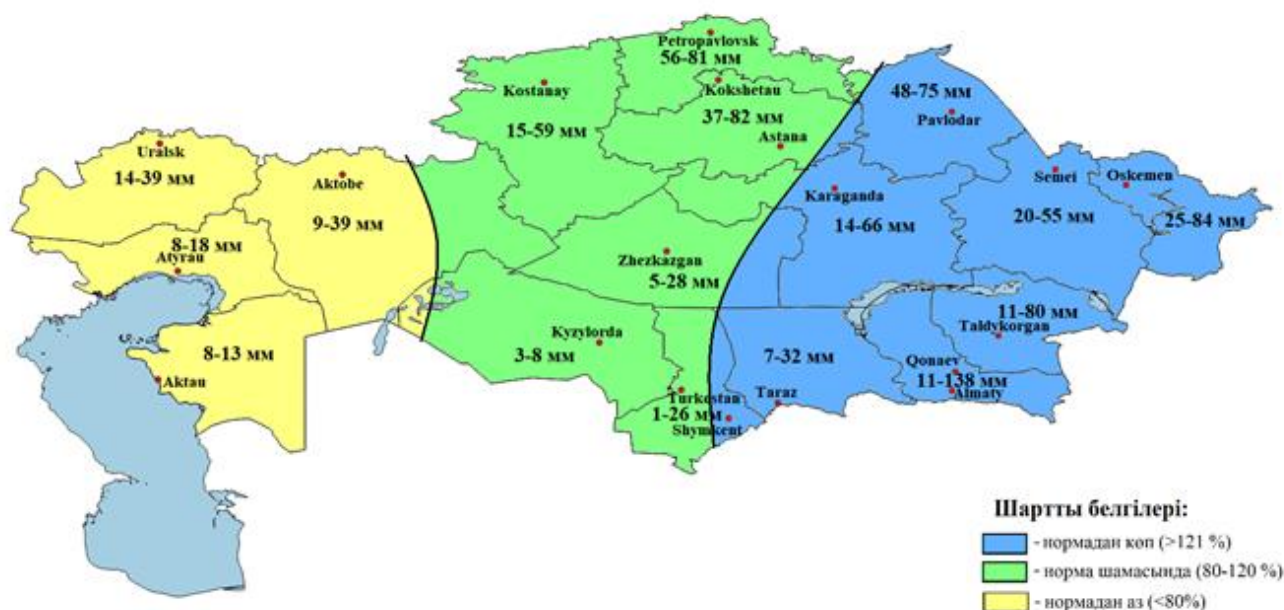 Petropavlovsk
56-81 мм
Kokshetau
Kostanay
48-75 мм
37-82 мм
Pavlodar
15-59 мм
Astana
Uralsk
14-39 мм
Aktobe
Semei
Oskemen
Karaganda
9-39 мм
14-66 мм
20-55 мм
25-84 мм
8-18 мм
Atyrau
Zhezkazgan
5-28 мм
11-80 мм
Taldykorgan
Kyzylorda
3-8 мм
8-13 мм
7-32 мм
Qonaev
11-138 мм
Almaty
Aktau
Turkestan
Taraz
1-26 мм
Shymkent
Шартты белгілері:
- нормадан көп (>121 %)
- норма шамасында (80-120 %)
- нормадан аз (<80%)